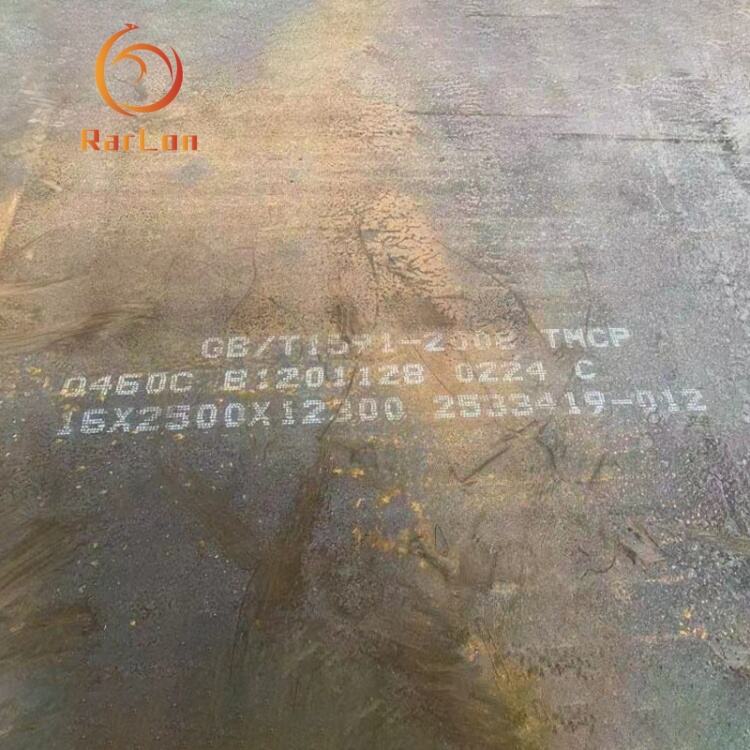 RarLon
GB/T1591-2008 TMCP
Q460C B1201128 0224 C
16X2500X12300 2533419-012